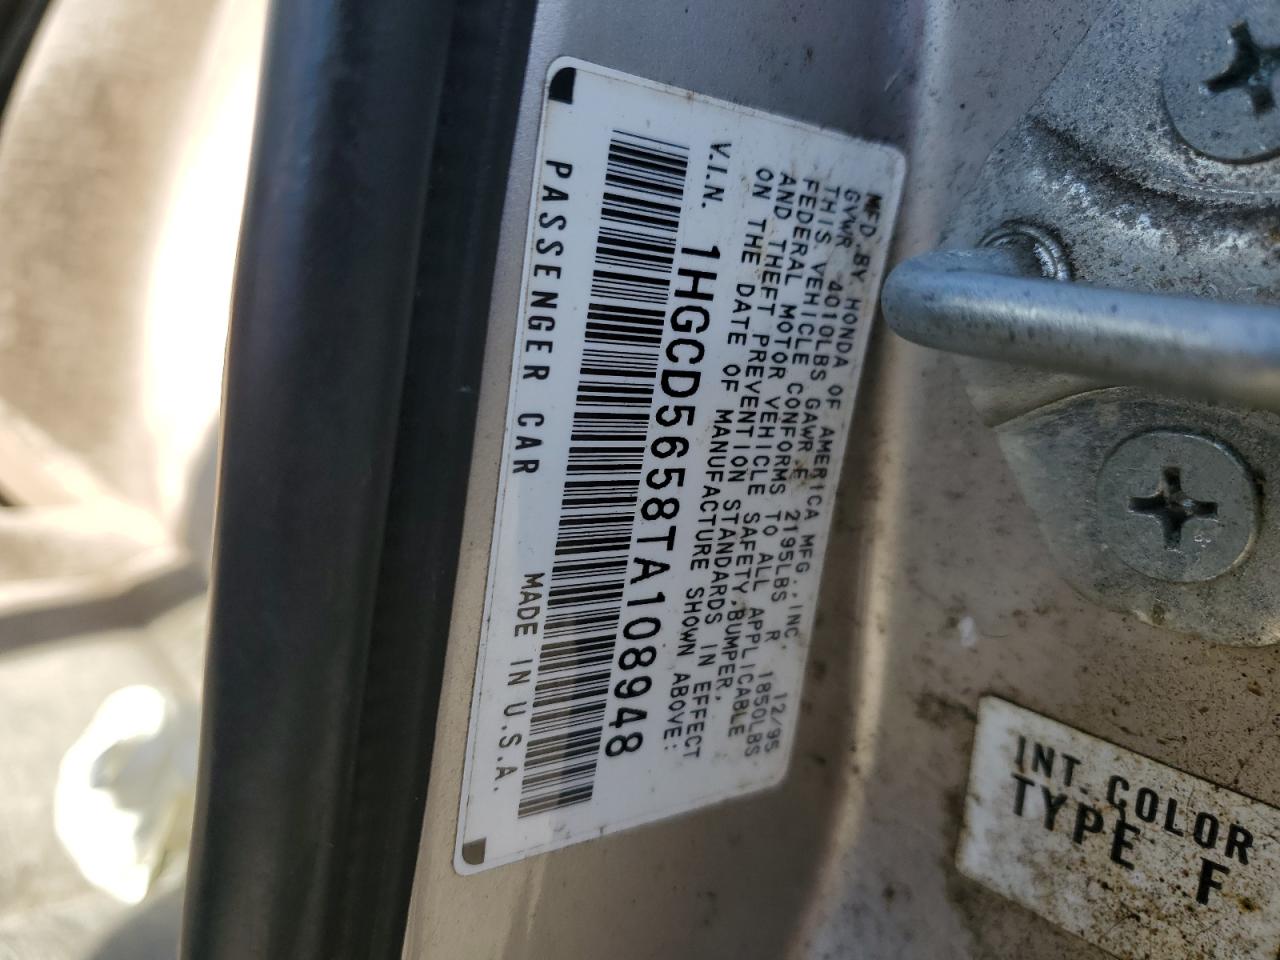 MFD.BY HONDA OF AMERICA MFG.,INC. 12/95
GVWR 4010LBS GAWR F 2195LBS R 1850LBS
THIS VEHICLE CONFORMS TO ALL APPLICABLE
FEDERAL MOTOR VEHICLE SAFETY,BUMPER,
AND THEFT PREVENTION STANDARDS IN EFFECT
ON THE DATE OF MANUFACTURE SHOWN ABOVE:
V.I.N. 1HGCD5658TA108948
PASSENGER CAR MADE IN U.S.A.
INT.COLOR
TYPE F